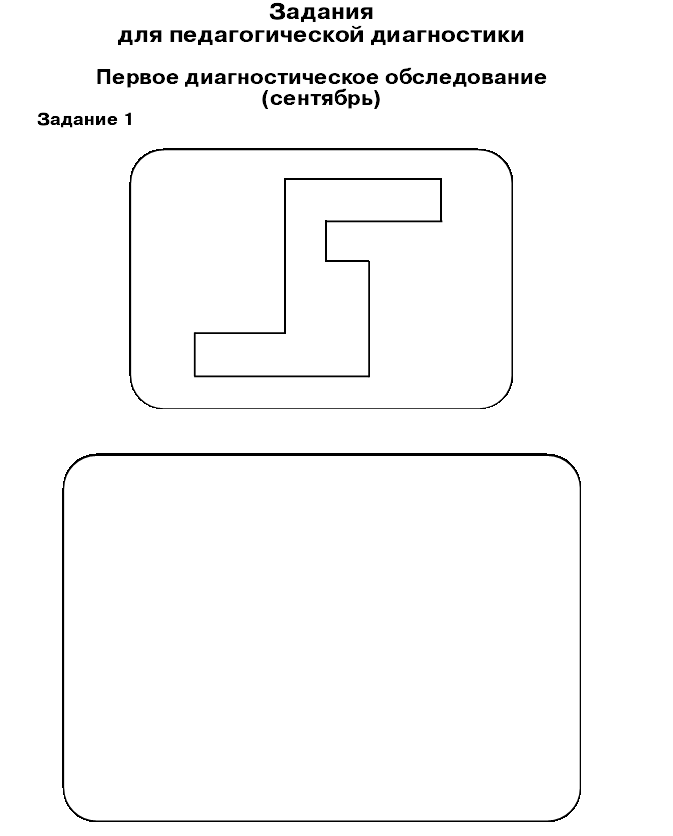 Задания
для педагогической диагностики
Первое диагностическое обследование
(сентябрь)
Задание 1